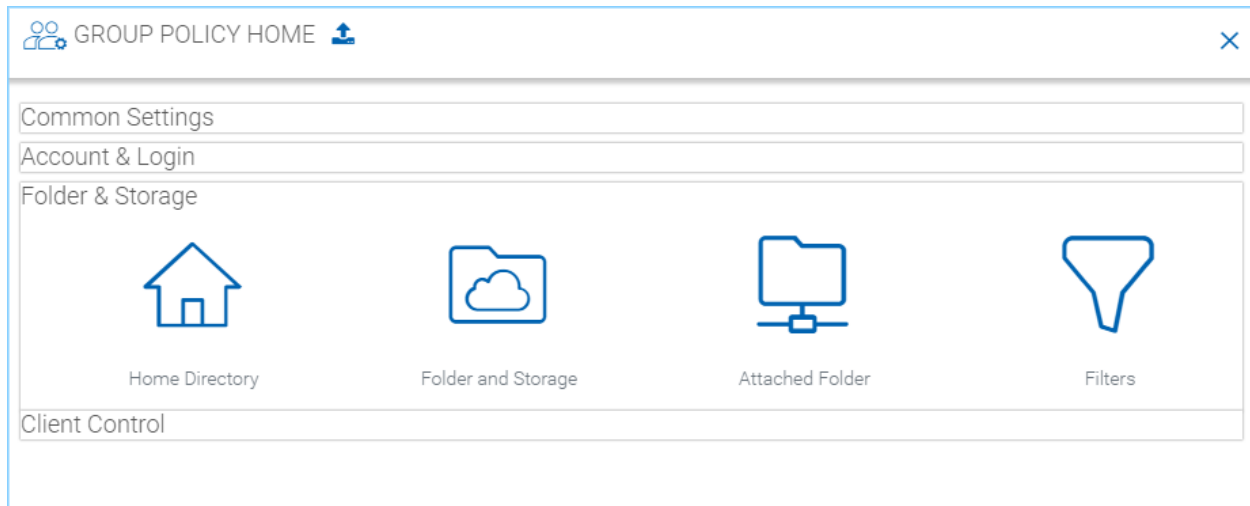 GROUP POLICY HOME
Common Settings
Account & Login
Folder & Storage
Home Directory Folder and Storage Attached Folder Filters
Client Control